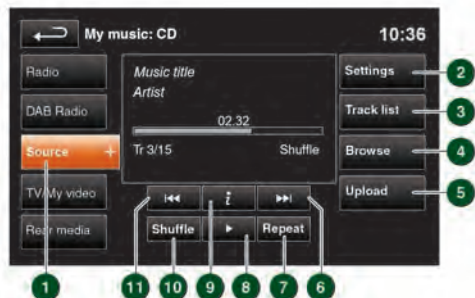 My music: CD
10:36
Radio
DAB Radio
Source +
TV/My video
Rear media
Music title
Artist
02.32
Tr 3/15 Shuffle
Settings
Track list
Browse
Upload
i
Shuffle
Repeat
1
2
3
4
5
6
7
8
9
10
11